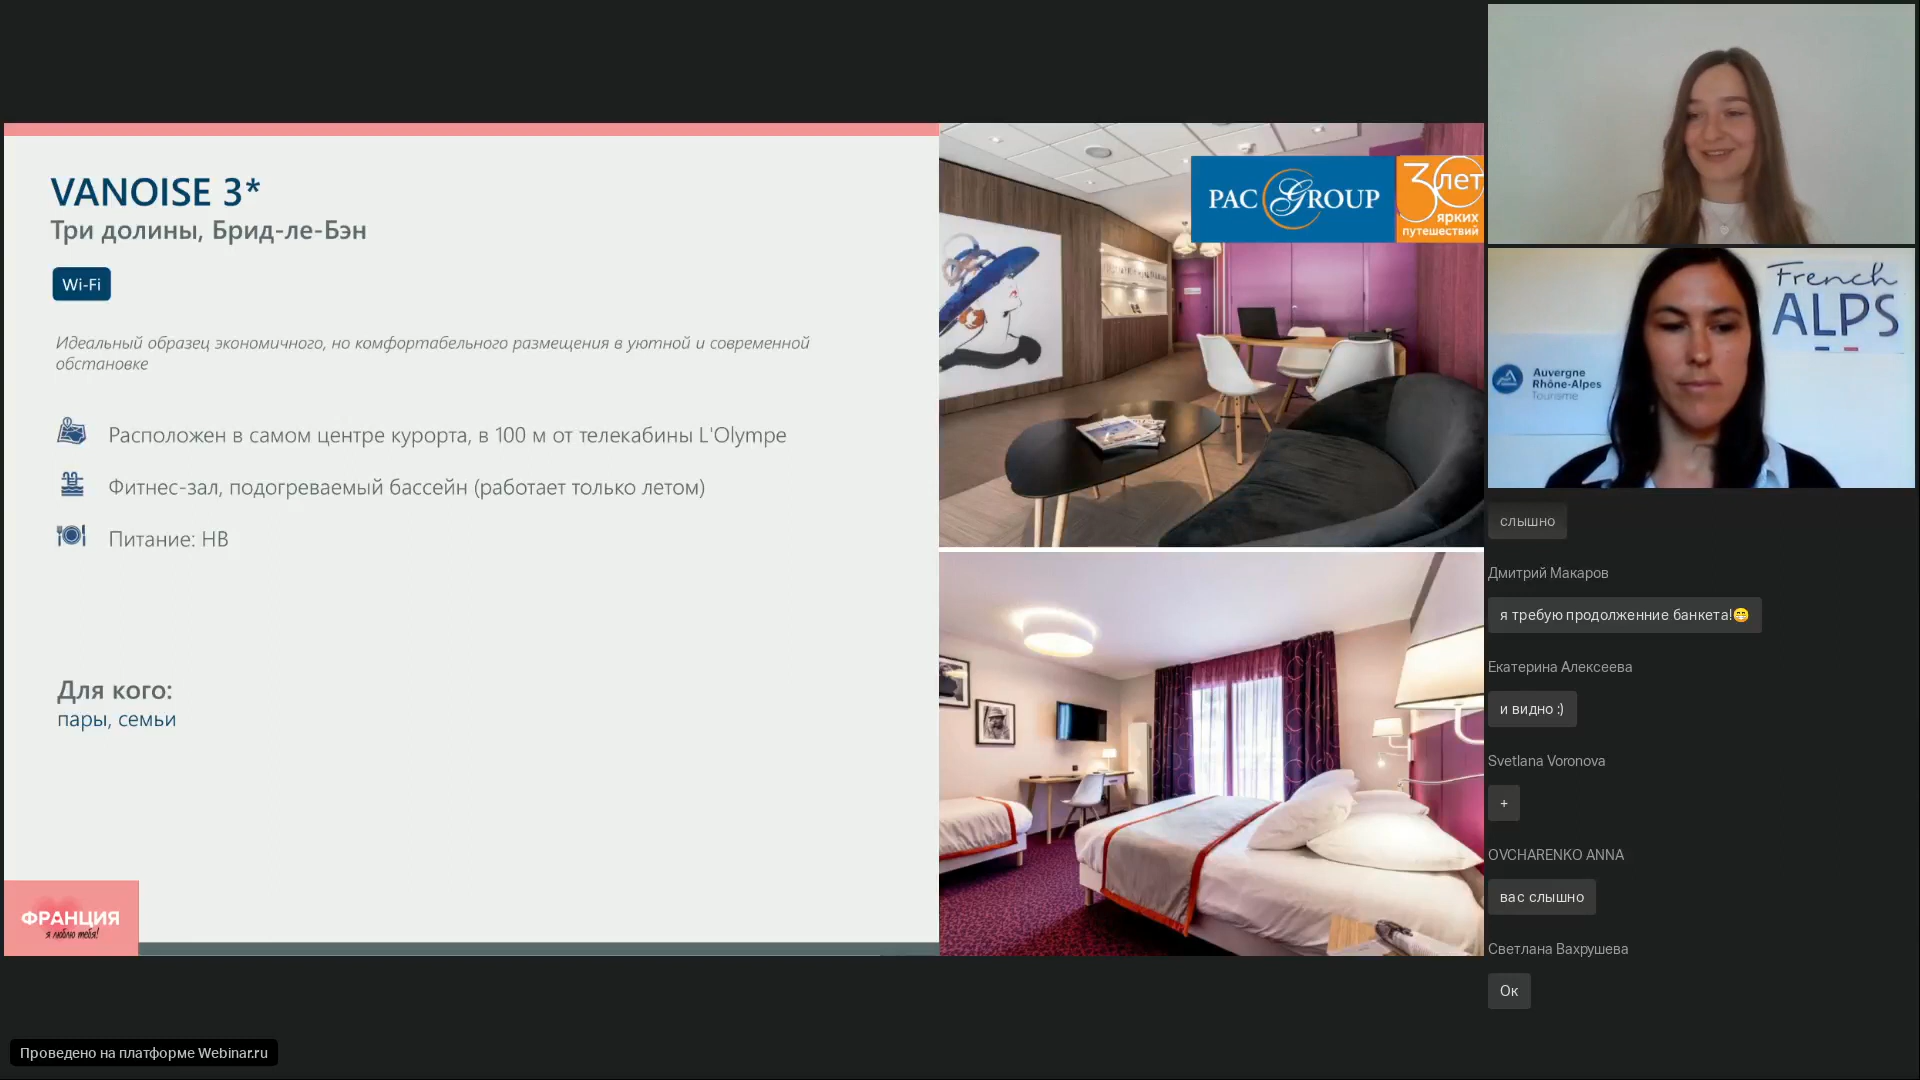 VANOISE 3*
Три долины, Брид-ле-Бэн
Wi-Fi
Идеальный образец экономичного, но комфортабельного размещения в уютной и современной
обстановке
Расположен в самом центре курорта, в 100 м от телекабины L'Olympe
Фитнес-зал, подогреваемый бассейн (работает только летом)
Питание: HB
Для кого:
пары, семьи
ФРАНЦИЯ
я люблю тебя!
PAC GROUP
30 лет
ярких
путешествий
French
ALPS
Auvergne
Rhône-Alpes
Tourisme
слышно
Дмитрий Макаров
я требую продолженние банкета!😁
Екатерина Алексеева
и видно :)
Svetlana Voronova
+
OVCHARENKO ANNA
вас слышно
Светлана Вахрушева
Ок
Проведено на платформе Webinar.ru